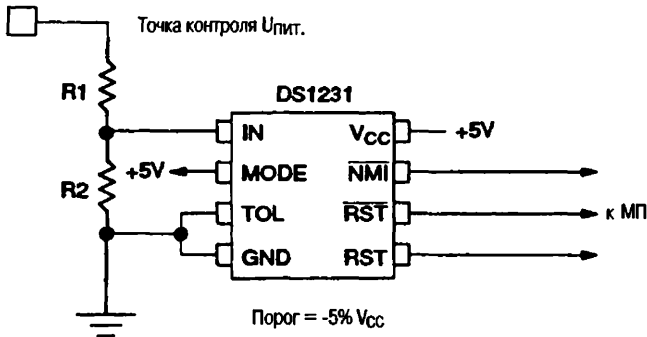 Точка контроля Uпит.
R1
DS1231
IN
VCC
+5V
R2
+5V
MODE
NMI
TOL
RST
к МП
GND
RST
Порог = -5% VCC